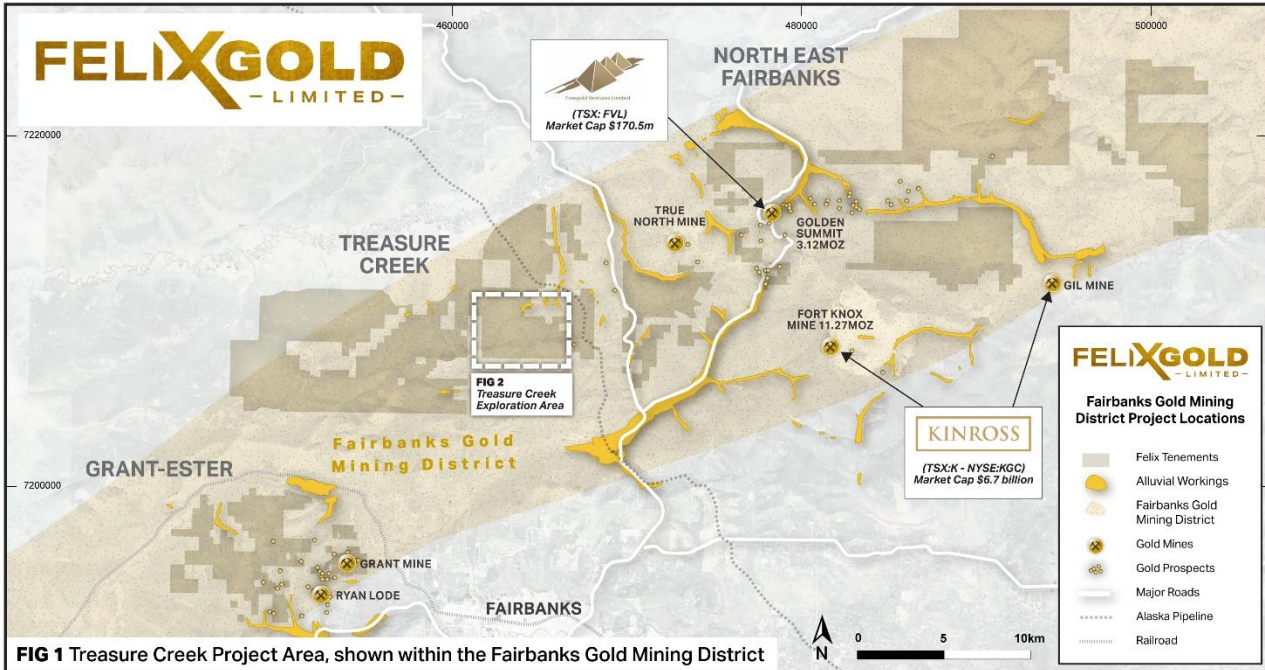 460000
480000
500000
FELIXGOLD
LIMITED
Freegold Ventures Limited
(TSX: FVL)
Market Cap $170.5m
NORTH EAST
FAIRBANKS
7220000
TREASURE
CREEK
TRUE
NORTH MINE
GOLDEN
SUMMIT
3.12MOZ
GIL MINE
FORT KNOX
MINE 11.27MOZ
FIG 2
Treasure Creek
Exploration Area
Fairbanks Gold
Mining District
KINROSS
(TSX:K - NYSE:KGC)
Market Cap $6.7 billion
GRANT-ESTER
7200000
GRANT MINE
RYAN LODE
FAIRBANKS
N
0 5 10km
FELIXGOLD
LIMITED
Fairbanks Gold Mining
District Project Locations
Felix Tenements
Alluvial Workings
Fairbanks Gold
Mining District
Gold Mines
Gold Prospects
Major Roads
Alaska Pipeline
Railroad
FIG 1 Treasure Creek Project Area, shown within the Fairbanks Gold Mining District